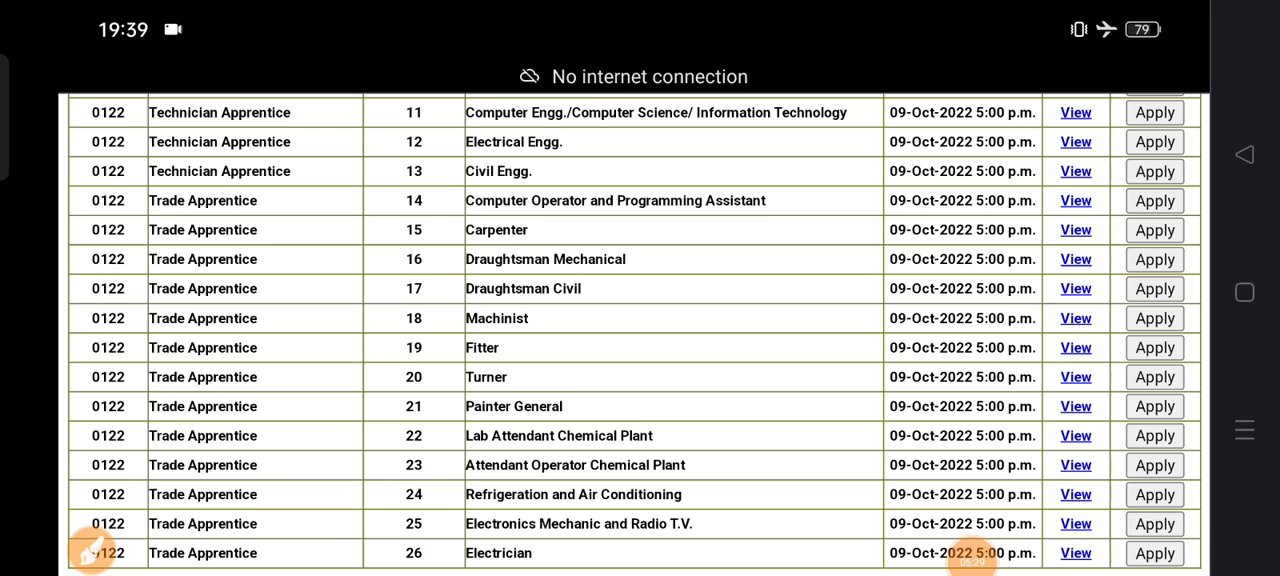 19:39 79
No internet connection
0122 Technician Apprentice 11 Computer Engg./Computer Science/ Information Technology 09-Oct-2022 5:00 p.m. View Apply
0122 Technician Apprentice 12 Electrical Engg. 09-Oct-2022 5:00 p.m. View Apply
0122 Technician Apprentice 13 Civil Engg. 09-Oct-2022 5:00 p.m. View Apply
0122 Trade Apprentice 14 Computer Operator and Programming Assistant 09-Oct-2022 5:00 p.m. View Apply
0122 Trade Apprentice 15 Carpenter 09-Oct-2022 5:00 p.m. View Apply
0122 Trade Apprentice 16 Draughtsman Mechanical 09-Oct-2022 5:00 p.m. View Apply
0122 Trade Apprentice 17 Draughtsman Civil 09-Oct-2022 5:00 p.m. View Apply
0122 Trade Apprentice 18 Machinist 09-Oct-2022 5:00 p.m. View Apply
0122 Trade Apprentice 19 Fitter 09-Oct-2022 5:00 p.m. View Apply
0122 Trade Apprentice 20 Turner 09-Oct-2022 5:00 p.m. View Apply
0122 Trade Apprentice 21 Painter General 09-Oct-2022 5:00 p.m. View Apply
0122 Trade Apprentice 22 Lab Attendant Chemical Plant 09-Oct-2022 5:00 p.m. View Apply
0122 Trade Apprentice 23 Attendant Operator Chemical Plant 09-Oct-2022 5:00 p.m. View Apply
0122 Trade Apprentice 24 Refrigeration and Air Conditioning 09-Oct-2022 5:00 p.m. View Apply
0122 Trade Apprentice 25 Electronics Mechanic and Radio T.V. 09-Oct-2022 5:00 p.m. View Apply
0122 Trade Apprentice 26 Electrician 09-Oct-2022 5:00 p.m. View Apply
05:29